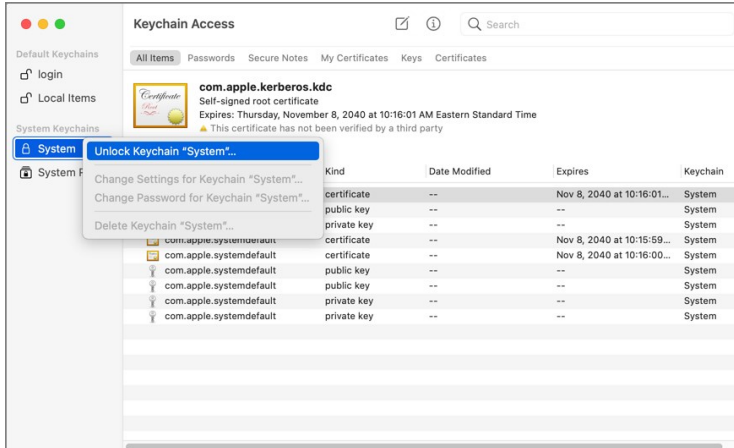 Keychain Access
Search
Default Keychains
login
Local Items
System Keychains
System
System R
All Items Passwords Secure Notes My Certificates Keys Certificates
Certificate
Root
com.apple.kerberos.kdc
Self-signed root certificate
Expires: Thursday, November 8, 2040 at 10:16:01 AM Eastern Standard Time
This certificate has not been verified by a third party
Unlock Keychain “System”...
Change Settings for Keychain “System”...
Change Password for Keychain “System”...
Delete Keychain “System”...
Kind Date Modified Expires Keychain
certificate -- Nov 8, 2040 at 10:16:01... System
public key -- -- System
private key -- -- System
com.apple.systemdefault certificate -- Nov 8, 2040 at 10:15:59... System
com.apple.systemdefault certificate -- Nov 8, 2040 at 10:16:00... System
com.apple.systemdefault public key -- -- System
com.apple.systemdefault public key -- -- System
com.apple.systemdefault private key -- -- System
com.apple.systemdefault private key -- -- System